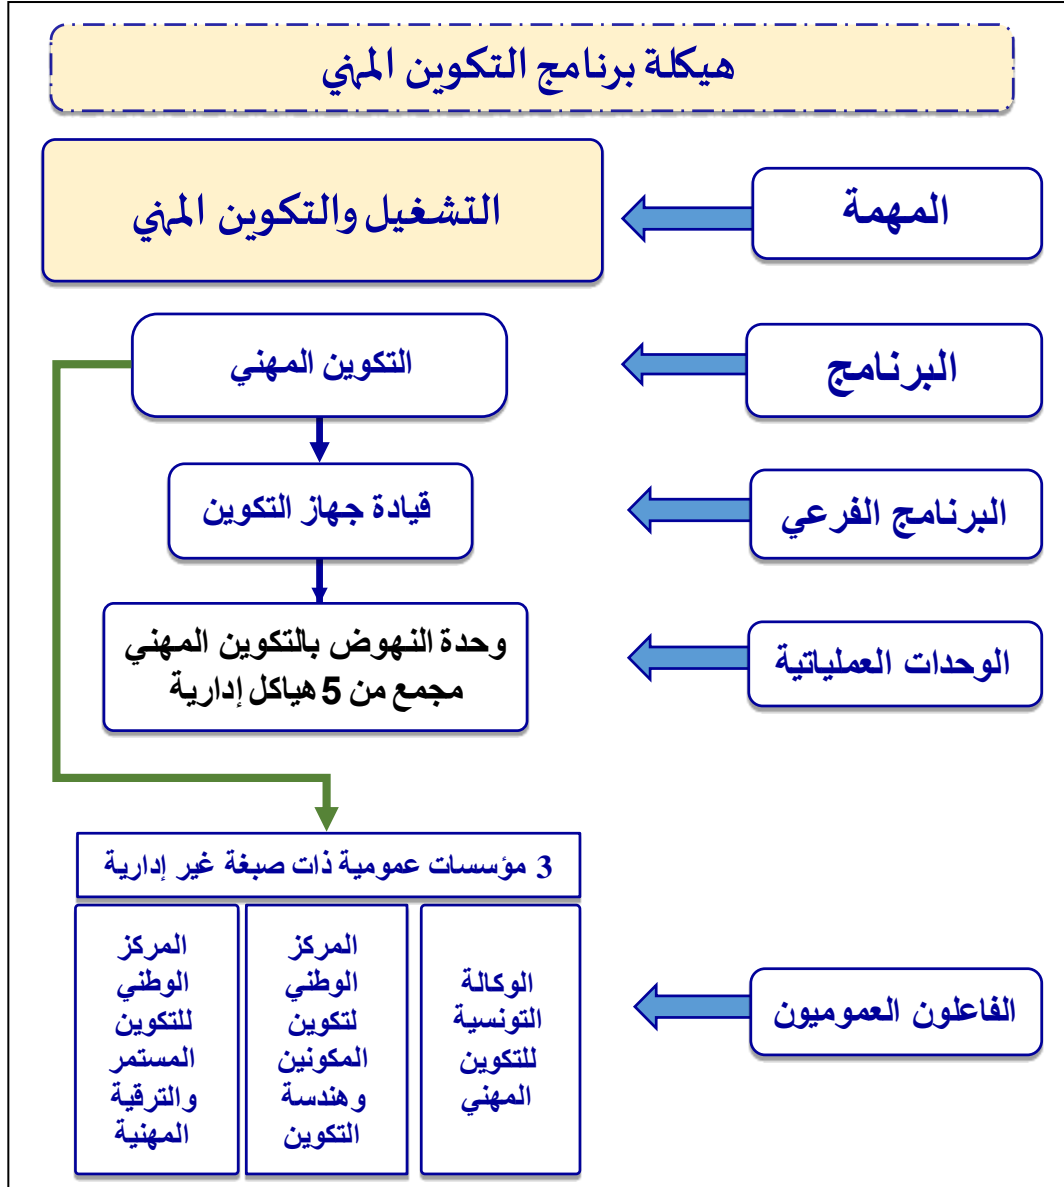 هيكلة برنامج التكوين المهني
المهمة
التشغيل والتكوين المهني
البرنامج
التكوين المهني
البرنامج الفرعي
قيادة جهاز التكوين
الوحدات العملياتية
وحدة النهوض بالتكوين المهني
مجمع من 5 هياكل إدارية
3 مؤسسات عمومية ذات صبغة غير إدارية
الفاعلون العموميون
الوكالة
التونسية
للتكوين
المهني
المركز
الوطني
لتكوين
المكونين
وهندسة
التكوين
المركز
الوطني
للتكوين
المستمر
والترقية
المهنية